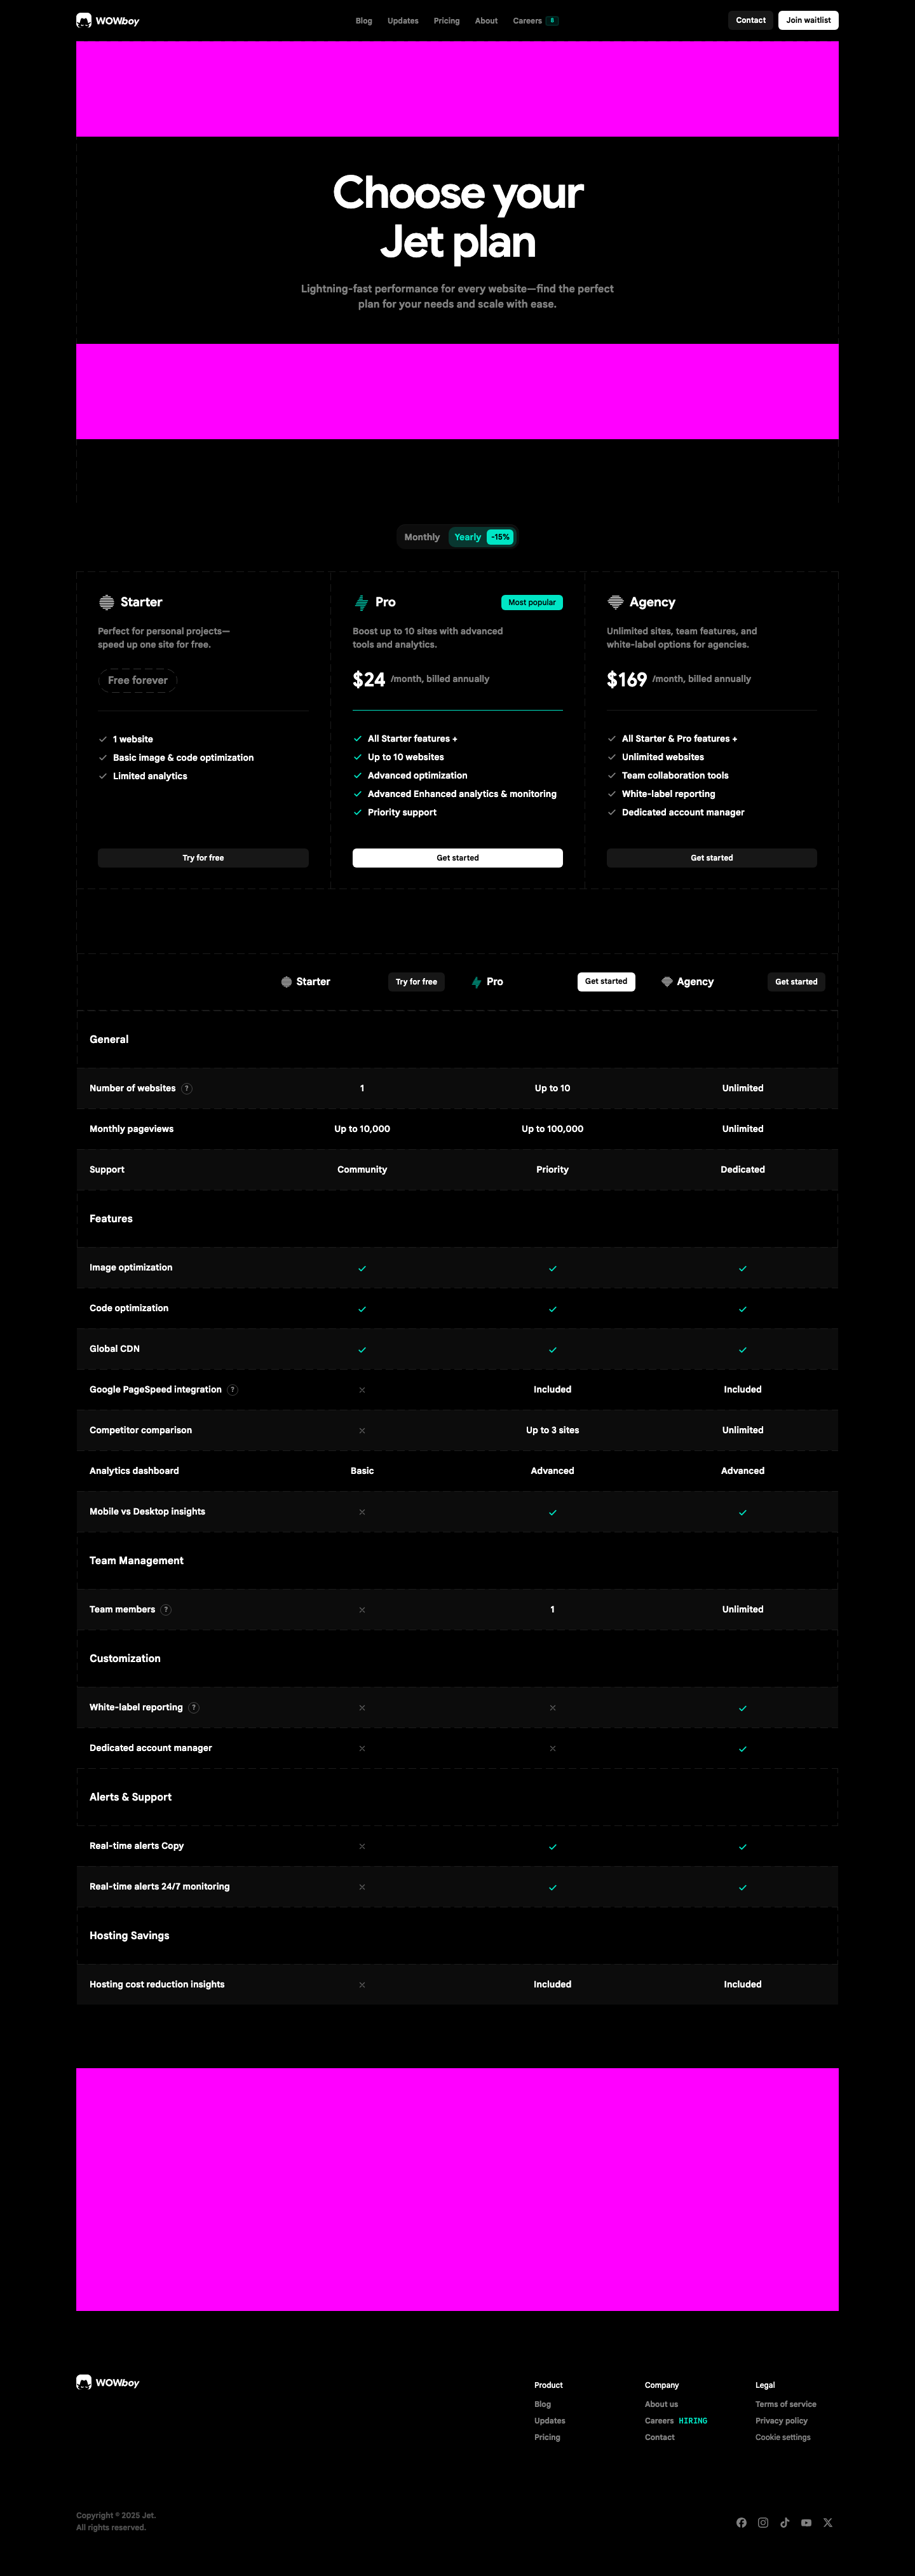 WOWboy
Blog
Updates
Pricing
About
Careers
Contact
Join waitlist
Choose your
Jet plan
Lightning-fast performance for every website—find the perfect
plan for your needs and scale with ease.
Monthly
Yearly
-15%
Starter
Perfect for personal projects—
speed up one site for free.
Free forever
1 website
Basic image & code optimization
Limited analytics
Try for free
Pro
Most popular
Boost up to 10 sites with advanced
tools and analytics.
$24 /month, billed annually
All Starter features +
Up to 10 websites
Advanced optimization
Advanced Enhanced analytics & monitoring
Priority support
Get started
Agency
Unlimited sites, team features, and
white-label options for agencies.
$169 /month, billed annually
All Starter & Pro features +
Unlimited websites
Team collaboration tools
White-label reporting
Dedicated account manager
Get started
Starter Try for free Pro Get started Agency Get started
General
Number of websites ? 1 Up to 10 Unlimited
Monthly pageviews Up to 10,000 Up to 100,000 Unlimited
Support Community Priority Dedicated
Features
Image optimization
Code optimization
Global CDN
Google PageSpeed integration ? Included Included
Competitor comparison Up to 3 sites Unlimited
Analytics dashboard Basic Advanced Advanced
Mobile vs Desktop insights
Team Management
Team members ? 1 Unlimited
Customization
White-label reporting ?
Dedicated account manager
Alerts & Support
Real-time alerts Copy
Real-time alerts 24/7 monitoring
Hosting Savings
Hosting cost reduction insights Included Included
WOWboy
Product
Blog
Updates
Pricing
Company
About us
Careers HIRING
Contact
Legal
Terms of service
Privacy policy
Cookie settings
Copyright © 2025 Jet.
All rights reserved.